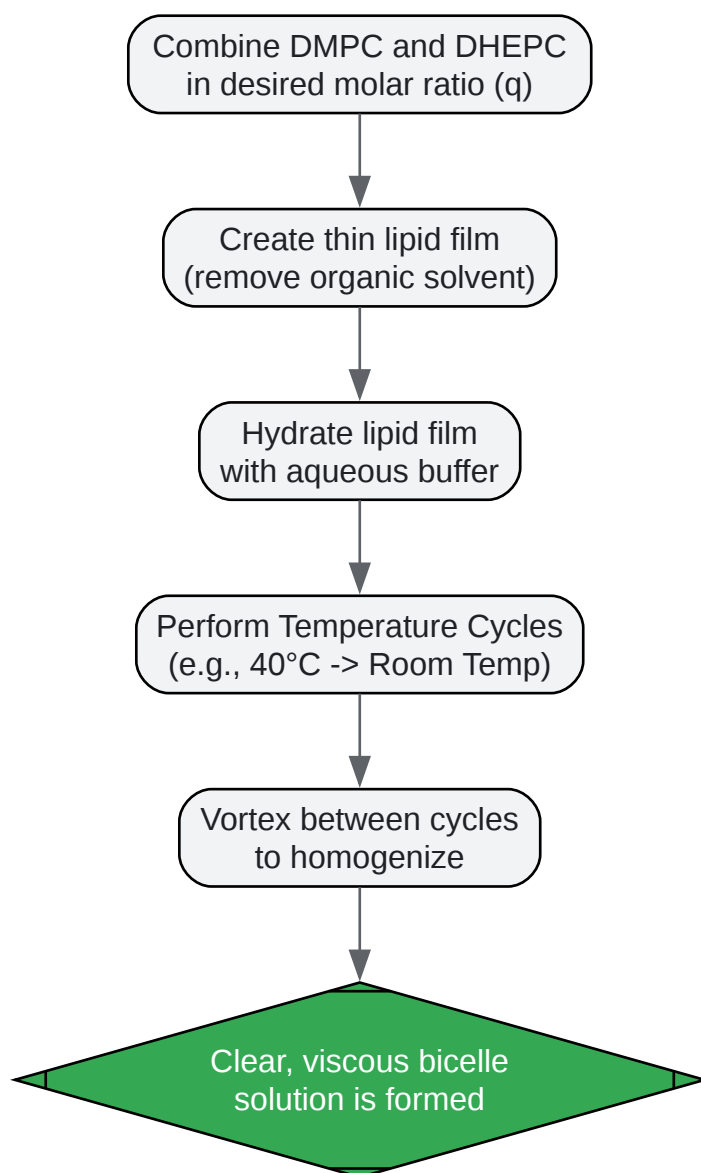 Combine DMPC and DHEPC
in desired molar ratio (q)
Create thin lipid film
(remove organic solvent)
Hydrate lipid film
with aqueous buffer
Perform Temperature Cycles
(e.g., 40°C -> Room Temp)
Vortex between cycles
to homogenize
Clear, viscous bicelle
solution is formed